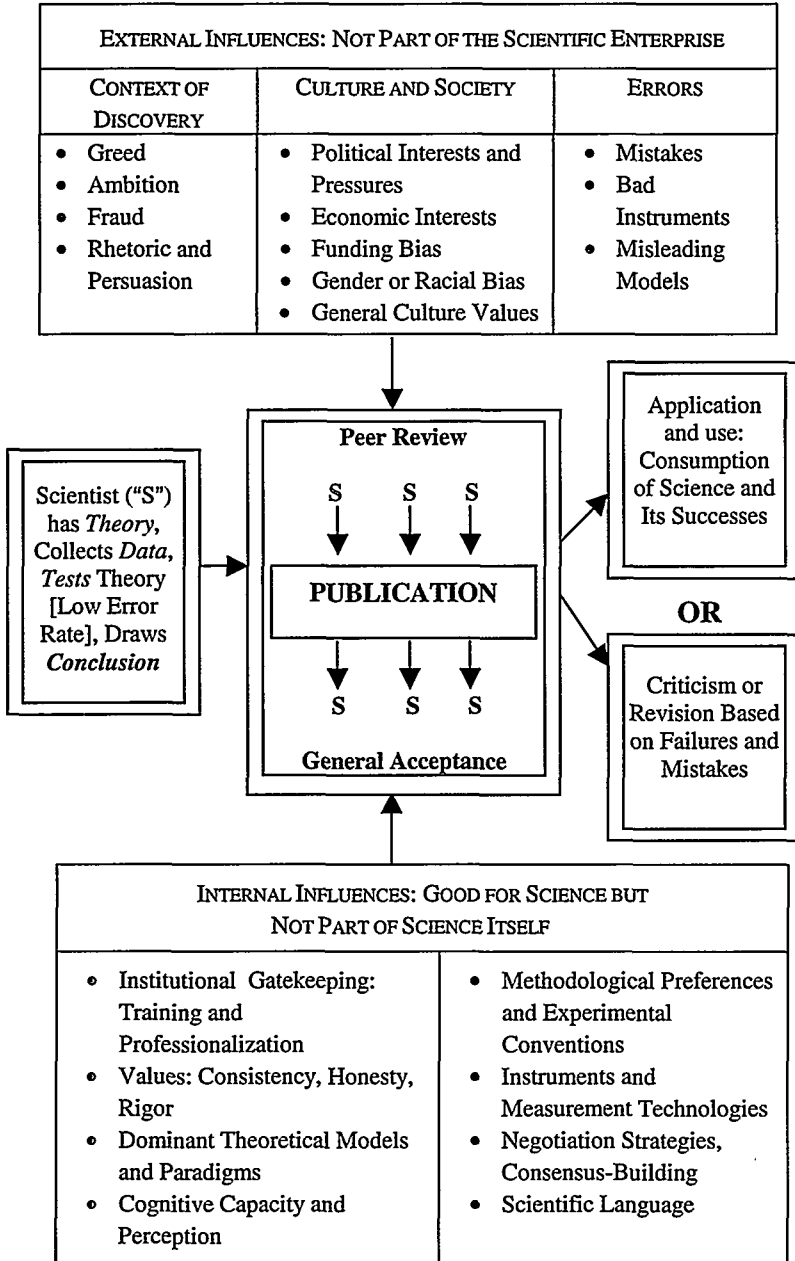 EXTERNAL INFLUENCES: NOT PART OF THE SCIENTIFIC ENTERPRISE
CONTEXT OF
DISCOVERY
• Greed
• Ambition
• Fraud
• Rhetoric and
Persuasion
CULTURE AND SOCIETY
• Political Interests and
Pressures
• Economic Interests
• Funding Bias
• Gender or Racial Bias
• General Culture Values
ERRORS
• Mistakes
• Bad
Instruments
• Misleading
Models
Scientist ("S")
has Theory,
Collects Data,
Tests Theory
[Low Error
Rate], Draws
Conclusion
Peer Review
S S S
PUBLICATION
S S S
General Acceptance
Application
and use:
Consumption
of Science and
Its Successes
OR
Criticism or
Revision Based
on Failures and
Mistakes
INTERNAL INFLUENCES: GOOD FOR SCIENCE BUT
NOT PART OF SCIENCE ITSELF
• Institutional Gatekeeping:
Training and
Professionalization
• Values: Consistency, Honesty,
Rigor
• Dominant Theoretical Models
and Paradigms
• Cognitive Capacity and
Perception
• Methodological Preferences
and Experimental
Conventions
• Instruments and
Measurement Technologies
• Negotiation Strategies,
Consensus-Building
• Scientific Language